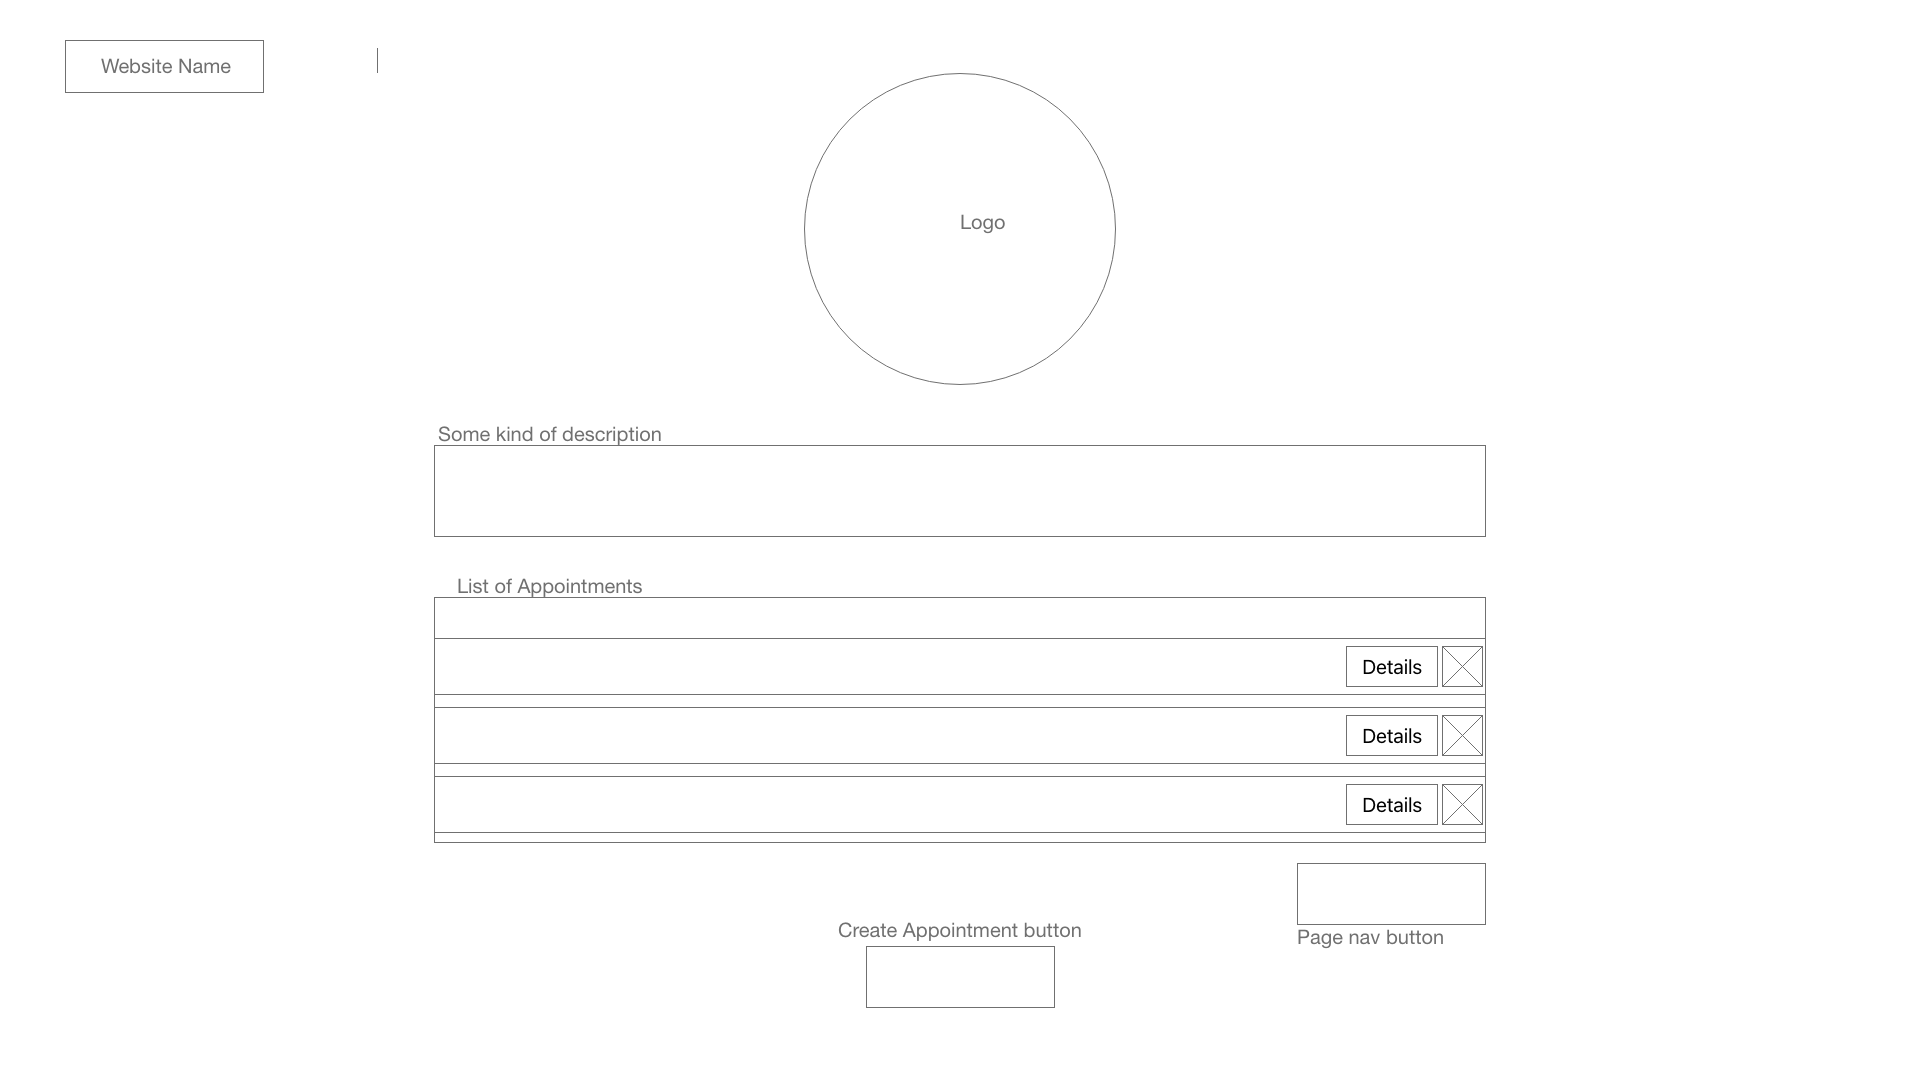 Website Name
Logo
Some kind of description
List of Appointments
Details
Details
Details
Create Appointment button
Page nav button